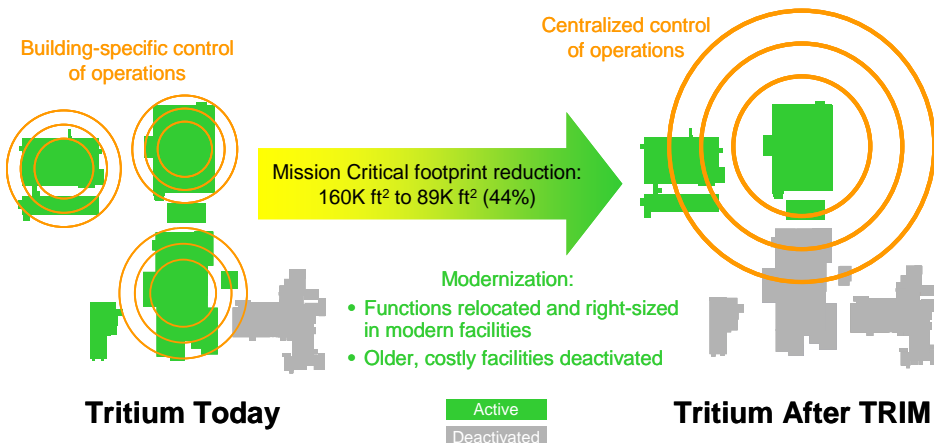 Building-specific control
of operations
Centralized control
of operations
Mission Critical footprint reduction:
160K ft² to 89K ft² (44%)
Modernization:
• Functions relocated and right-sized
in modern facilities
• Older, costly facilities deactivated
Tritium Today
Active
Deactivated
Tritium After TRIM